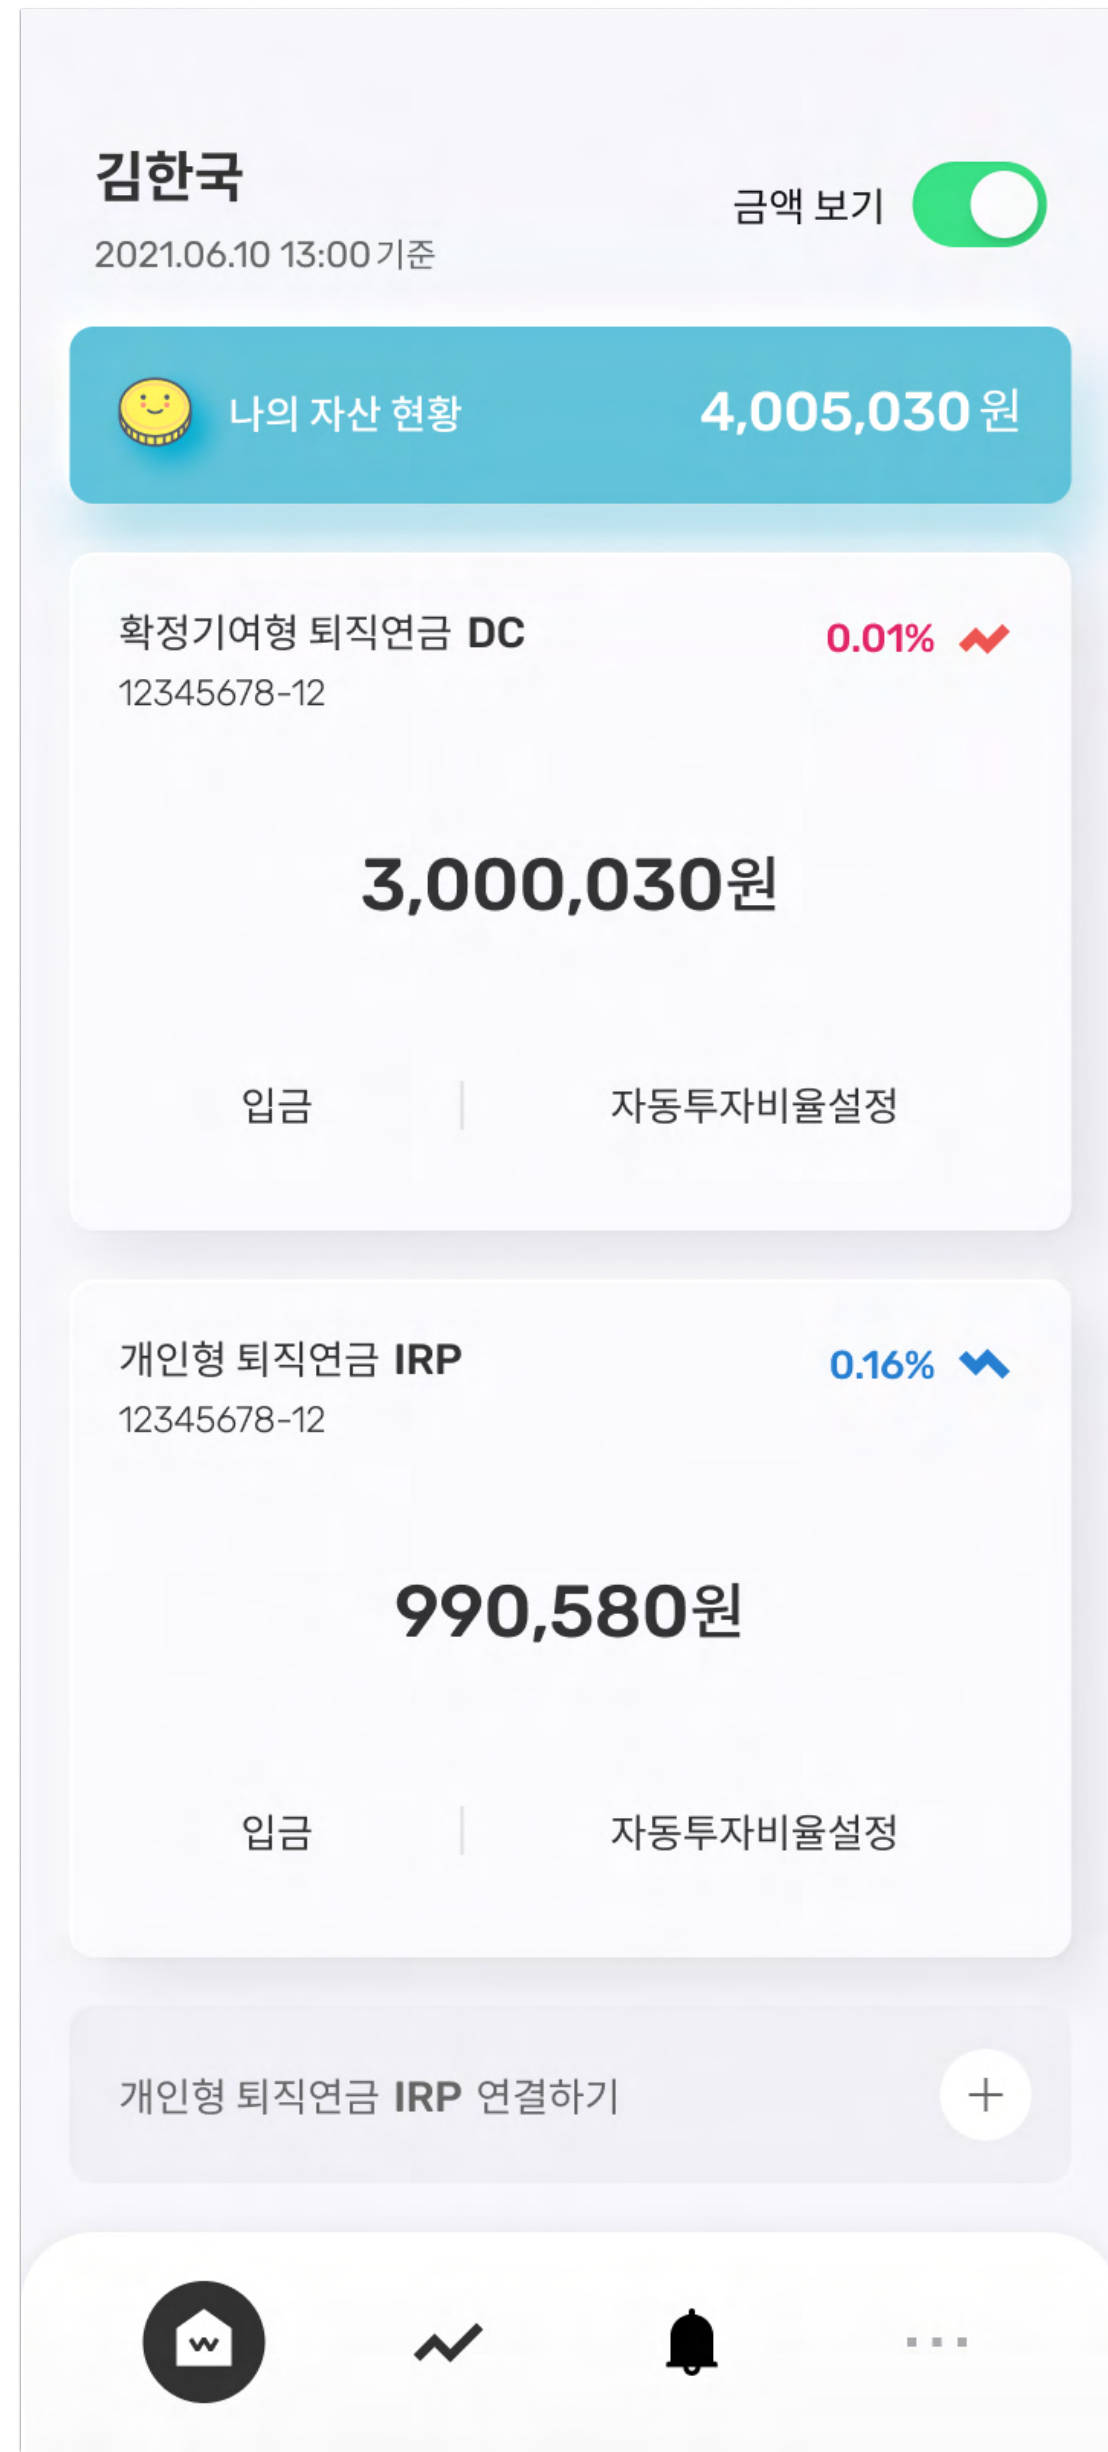 김한국
금액 보기
2021.06.10 13:00 기준
나의 자산 현황 4,005,030 원
확정기여형 퇴직연금 DC 0.01%
12345678-12
3,000,030원
입금 자동투자비율설정
개인형 퇴직연금 IRP 0.16%
12345678-12
990,580원
입금 자동투자비율설정
개인형 퇴직연금 IRP 연결하기